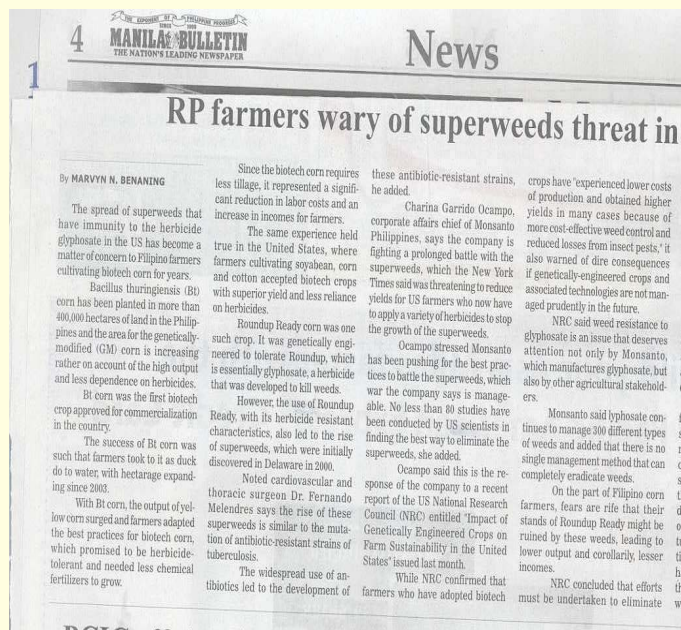 4
THE EXPONENT OF PHILIPPINE PROGRESS
SINCE 1900
MANILA BULLETIN
THE NATION'S LEADING NEWSPAPER
News
1
RP farmers wary of superweeds threat in
By MARVYN N. BENANING
The spread of superweeds that
have immunity to the herbicide
glyphosate in the US has become a
matter of concern to Filipino farmers
cultivating biotech corn for years.
Bacillus thuringiensis (Bt)
corn has been planted in more than
400,000 hectares of land in the Philip-
pines and the area for the genetically-
modified (GM) corn is increasing
rather on account of the high output
and less dependence on herbicides.
Bt corn was the first biotech
crop approved for commercialization
in the country.
The success of Bt corn was
such that farmers took to it as duck
do to water, with hectarage expand-
ing since 2003.
With Bt corn, the output of yel-
low corn surged and farmers adapted
the best practices for biotech corn,
which promised to be herbicide-
tolerant and needed less chemical
fertilizers to grow.
Since the biotech corn requires
less tillage, it represented a signifi-
cant reduction in labor costs and an
increase in incomes for farmers.
The same experience held
true in the United States, where
farmers cultivating soyabean, corn
and cotton accepted biotech crops
with superior yield and less reliance
on herbicides.
Roundup Ready corn was one
such crop. It was genetically engi-
neered to tolerate Roundup, which
is essentially glyphosate, a herbicide
that was developed to kill weeds.
However, the use of Roundup
Ready, with its herbicide resistant
characteristics, also led to the rise
of superweeds, which were initially
discovered in Delaware in 2000.
Noted cardiovascular and
thoracic surgeon Dr. Fernando
Melendres says the rise of these
superweeds is similar to the muta-
tion of antibiotic-resistant strains of
tuberculosis.
The widespread use of an-
tibiotics led to the development of
these antibiotic-resistant strains,
he added.
Charina Garrido Ocampo,
corporate affairs chief of Monsanto
Philippines, says the company is
fighting a prolonged battle with the
superweeds, which the New York
Times said was threatening to reduce
yields for US farmers who now have
to apply a variety of herbicides to stop
the growth of the superweeds.
Ocampo stressed Monsanto
has been pushing for the best prac-
tices to battle the superweeds, which
war the company says is manage-
able. No less than 80 studies have
been conducted by US scientists in
finding the best way to eliminate the
superweeds, she added.
Ocampo said this is the re-
sponse of the company to a recent
report of the US National Research
Council (NRC) entitled "Impact of
Genetically Engineered Crops on
Farm Sustainability in the United
States" issued last month.
While NRC confirmed that
farmers who have adopted biotech
crops have "experienced lower costs
of production and obtained higher
yields in many cases because of
more cost-effective weed control and
reduced losses from insect pests," it
also warned of dire consequences
if genetically-engineered crops and
associated technologies are not man-
aged prudently in the future.
NRC said weed resistance to
glyphosate is an issue that deserves
attention not only by Monsanto,
which manufactures glyphosate, but
also by other agricultural stakehold-
ers.
Monsanto said lyphosate con-
tinues to manage 300 different types
of weeds and added that there is no
single management method that can
completely eradicate weeds.
On the part of Filipino corn
farmers, fears are rife that their
stands of Roundup Ready might be
ruined by these weeds, leading to
lower output and corollarily, lesser
incomes.
NRC concluded that efforts
must be undertaken to eliminate